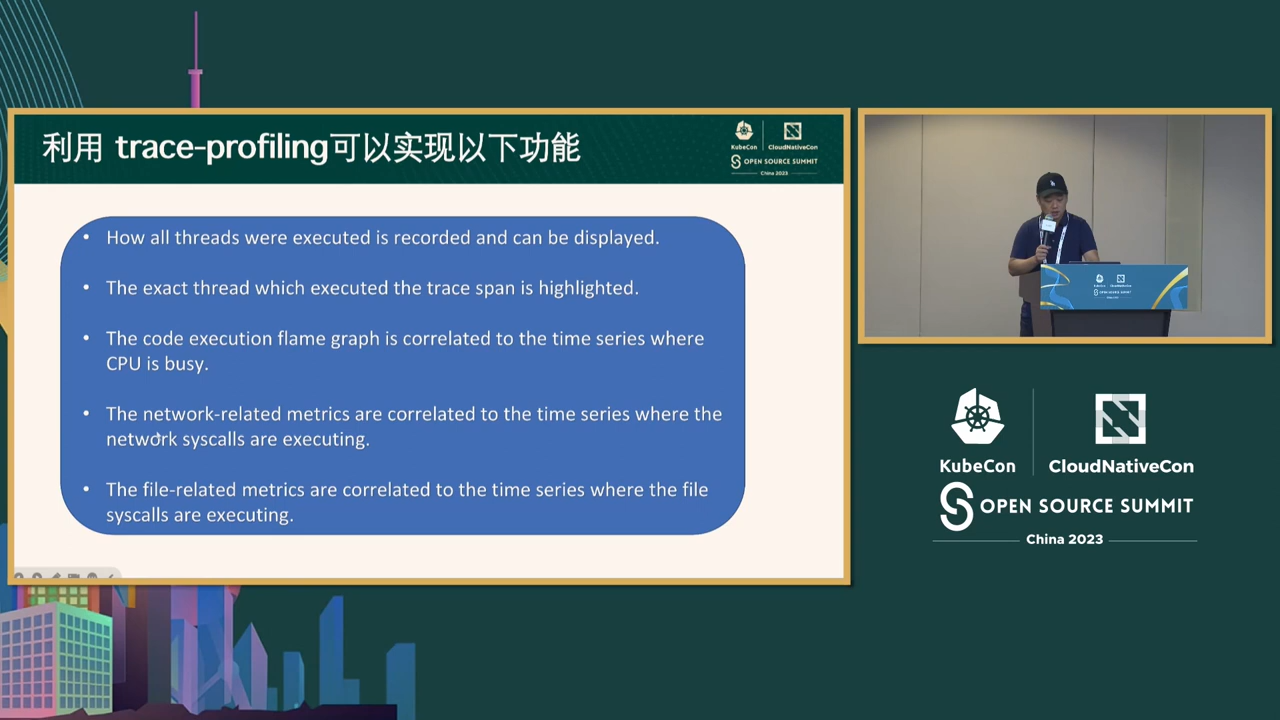 利用 trace-profiling可以实现以下功能
KubeCon
CloudNativeCon
OPEN SOURCE SUMMIT
China 2023
• How all threads were executed is recorded and can be displayed.
• The exact thread which executed the trace span is highlighted.
• The code execution flame graph is correlated to the time series where
CPU is busy.
• The network-related metrics are correlated to the time series where the
network syscalls are executing.
• The file-related metrics are correlated to the time series where the file
syscalls are executing.
KubeCon
CloudNativeCon
OPEN SOURCE SUMMIT
China 2023